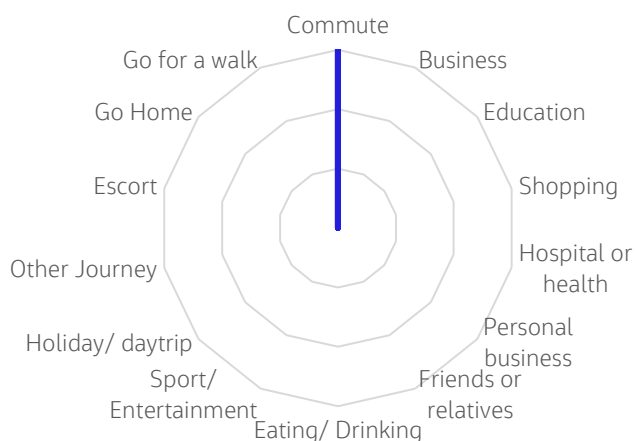 Commute
Business
Education
Shopping
Hospital or
health
Personal
business
Friends or
relatives
Eating/ Drinking
Sport/
Entertainment
Holiday/ daytrip
Other Journey
Escort
Go Home
Go for a walk